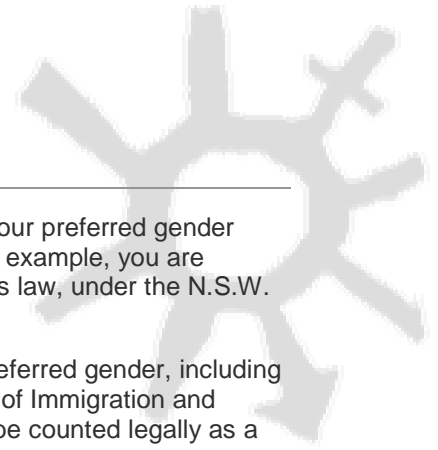 our preferred gender
example, you are
s law, under the N.S.W.
eferred gender, including
of Immigration and
be counted legally as a